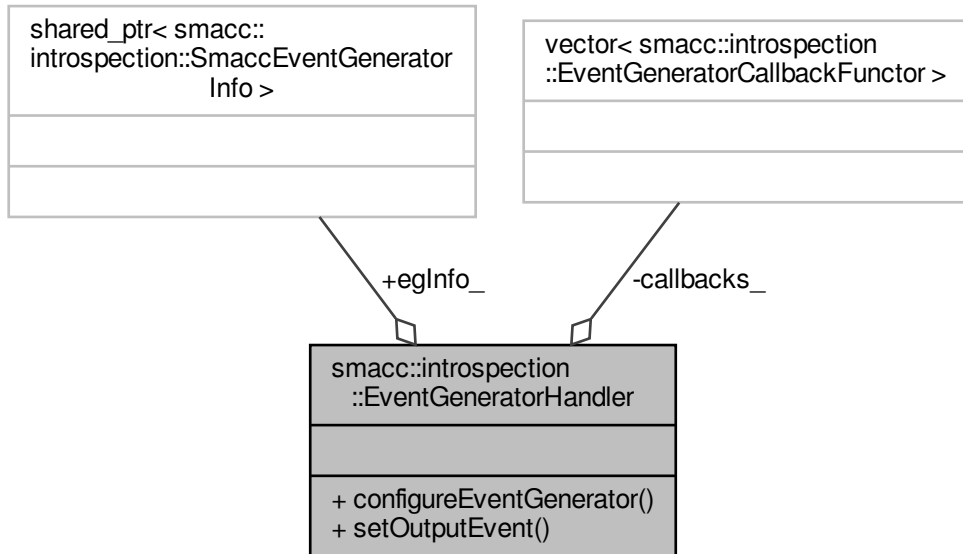 shared_ptr< smacc::
introspection::SmaccEventGenerator
Info >
vector< smacc::introspection
::EventGeneratorCallbackFunctor >
+egInfo_
-callbacks_
smacc::introspection
::EventGeneratorHandler
+ configureEventGenerator()
+ setOutputEvent()